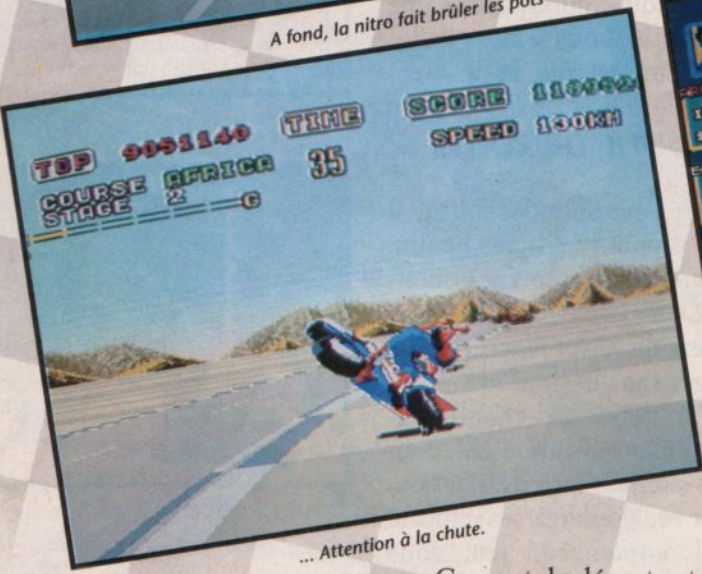 A fond, la nitro fait brûler les pots
TOP 9051140 TIME SCORE
COURSE AFRICA 35 SPEED 130KM
STAGE 2
G
... Attention à la chute.